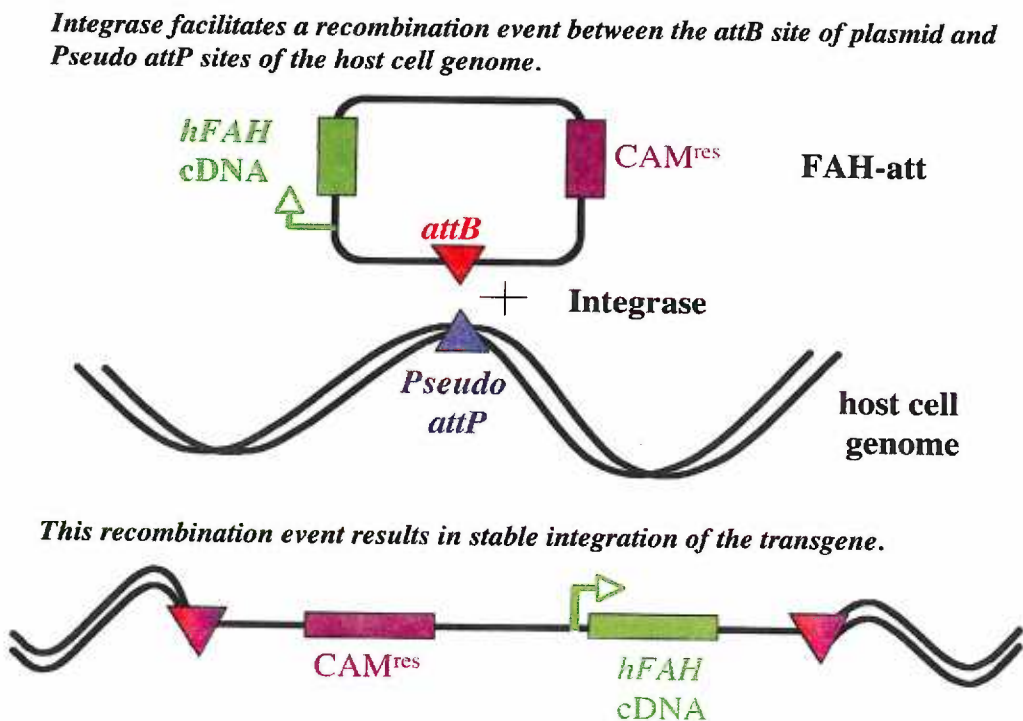 Integrase facilitates a recombination event between the attB site of plasmid and
Pseudo attP sites of the host cell genome.
hFAH
cDNA
CAMres
FAH-att
attB
+
Integrase
Pseudo
attP
host cell
genome
This recombination event results in stable integration of the transgene.
CAMres
hFAH
cDNA